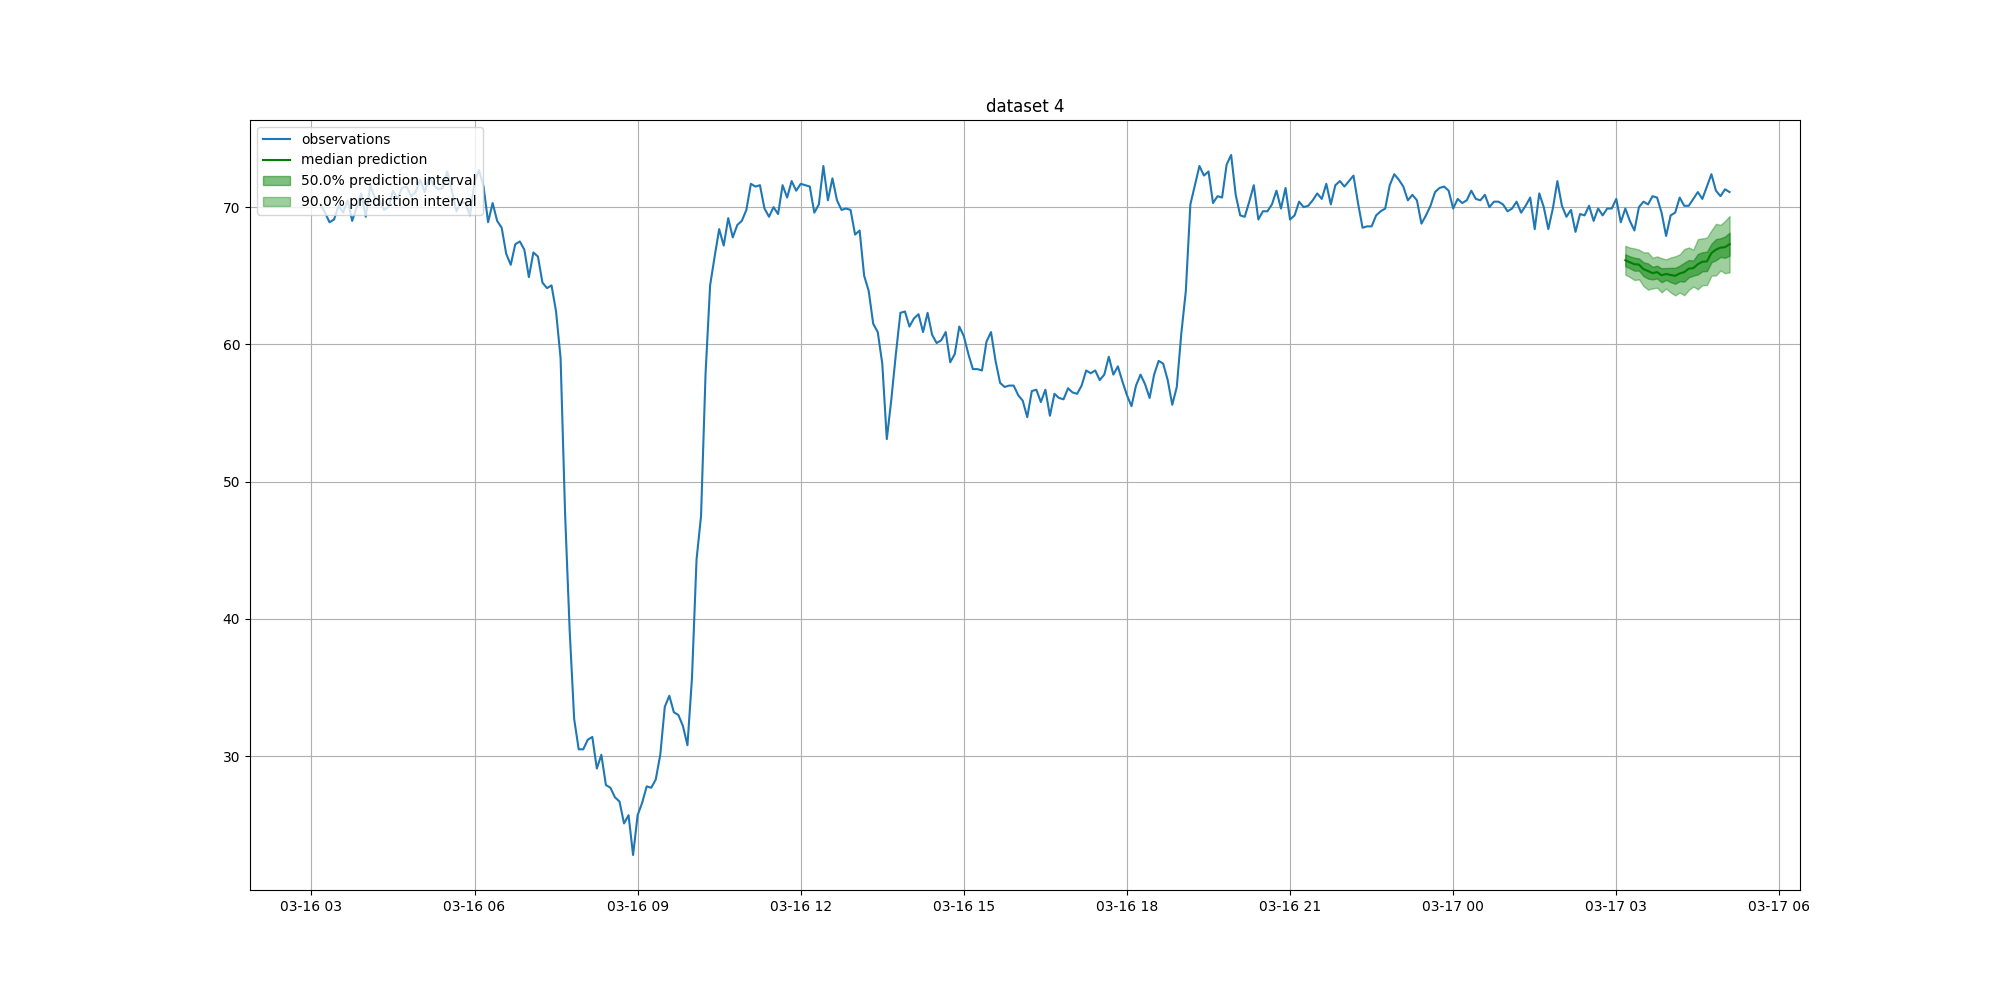 dataset 4
observations
median prediction
50.0% prediction interval
90.0% prediction interval
70
60
50
40
30
03-16 03 03-16 06 03-16 09 03-16 12 03-16 15 03-16 18 03-16 21 03-17 00 03-17 03 03-17 06